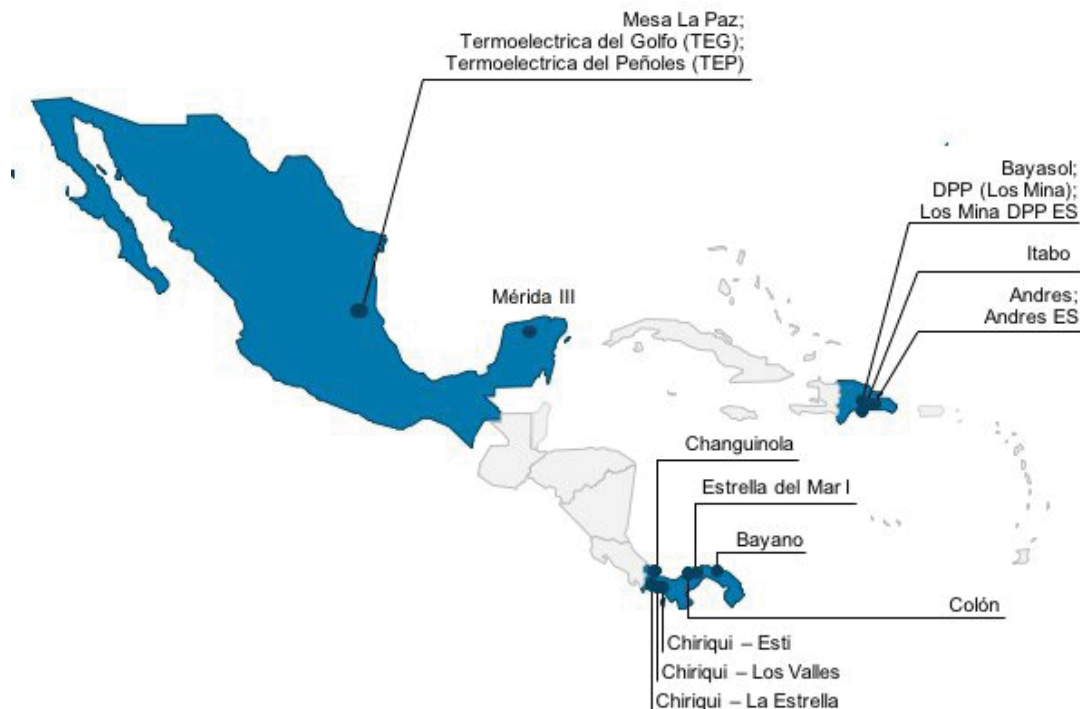 Mesa La Paz;
Termoelectrica del Golfo (TEG);
Termoelectrica del Peñoles (TEP)
Bayasol;
DPP (Los Mina);
Los Mina DPP ES
Itabo
Andres;
Andres ES
Mérida III
Changuinola
Estrella del Mar I
Bayano
Colón
Chiriqui – Esti
Chiriqui – Los Valles
Chiriqui – La Estrella